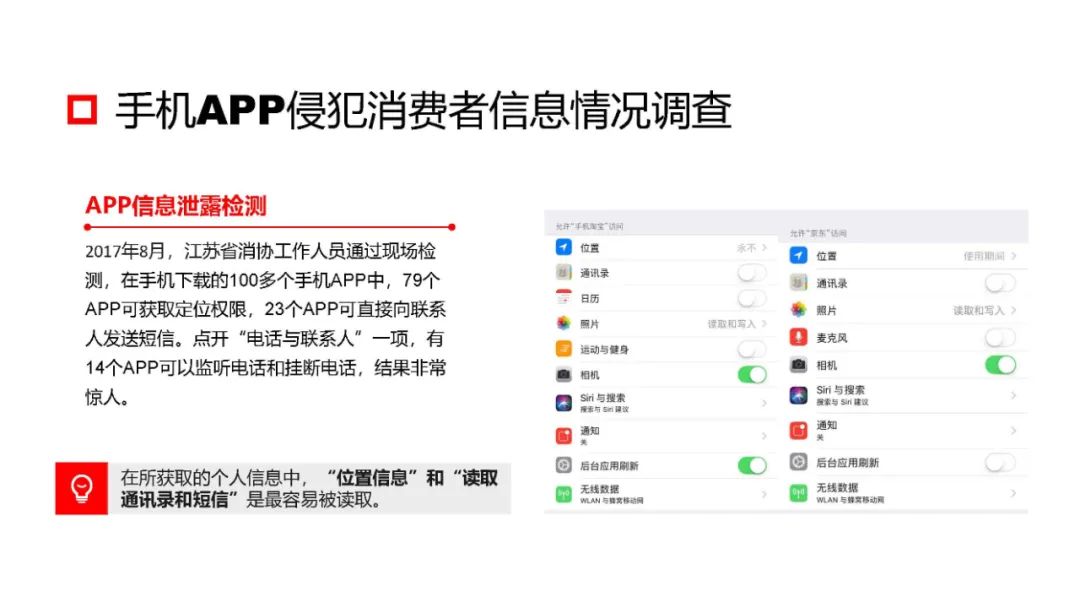 手机APP侵犯消费者信息情况调查
APP信息泄露检测
2017年8月，江苏省消协工作人员通过现场检
测，在手机下载的100多个手机APP中，79个
APP可获取定位权限，23个APP可直接向联系
人发送短信。点开“电话与联系人”一项，有
14个APP可以监听电话和挂断电话，结果非常
惊人。
在所获取的个人信息中，“位置信息”和“读取
通讯录和短信”是最容易被读取。
允许“手机淘宝”访问
位置 永不
通讯录
日历
照片 读取和写入
运动与健身
相机
Siri 与搜索
搜索与 Siri 建议
通知
关
后台应用刷新
无线数据
WLAN 与蜂窝移动网
允许“京东”访问
位置 使用期间
通讯录
照片 读取和写入
麦克风
相机
Siri 与搜索
搜索与 Siri 建议
通知
关
后台应用刷新
无线数据
WLAN 与蜂窝移动网